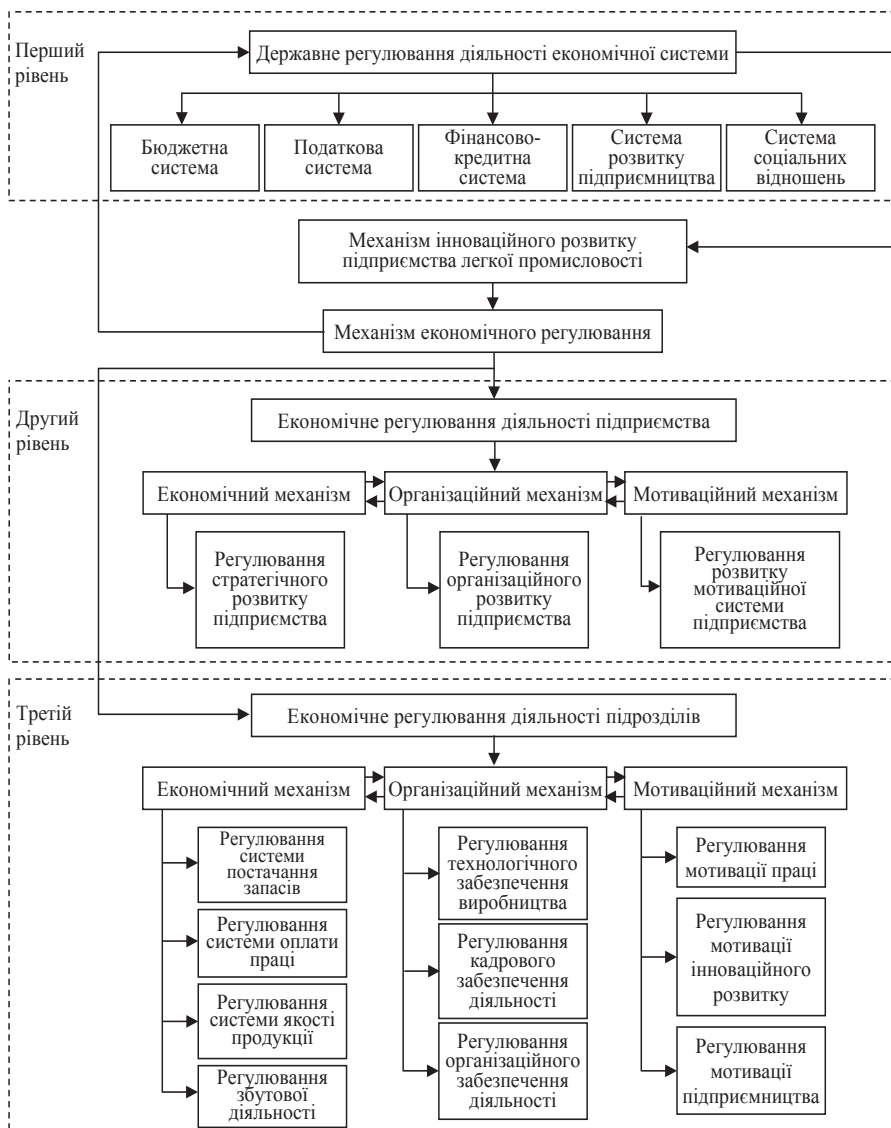 Перший
рівень
Державне регулювання діяльності економічної системи
Бюджетна
система
Податкова
система
Фінансово-
кредитна
система
Система
розвитку
підприємництва
Система
соціальних
відношень
Механізм інноваційного розвитку
підприємства легкої промисловості
Механізм економічного регулювання
Другий
рівень
Економічне регулювання діяльності підприємства
Економічний механізм
Організаційний механізм
Мотиваційний механізм
Регулювання
стратегічного
розвитку
підприємства
Регулювання
організаційного
розвитку
підприємства
Регулювання
розвитку
мотиваційної
системи
підприємства
Третій
рівень
Економічне регулювання діяльності підрозділів
Економічний механізм
Організаційний механізм
Мотиваційний механізм
Регулювання
системи
постачання
запасів
Регулювання
системи оплати
праці
Регулювання
системи якості
продукції
Регулювання
збутової
діяльності
Регулювання
технологічного
забезпечення
виробництва
Регулювання
кадрового
забезпечення
діяльності
Регулювання
організаційного
забезпечення
діяльності
Регулювання
мотивації праці
Регулювання
мотивації
інноваційного
розвитку
Регулювання
мотивації
підприємництва